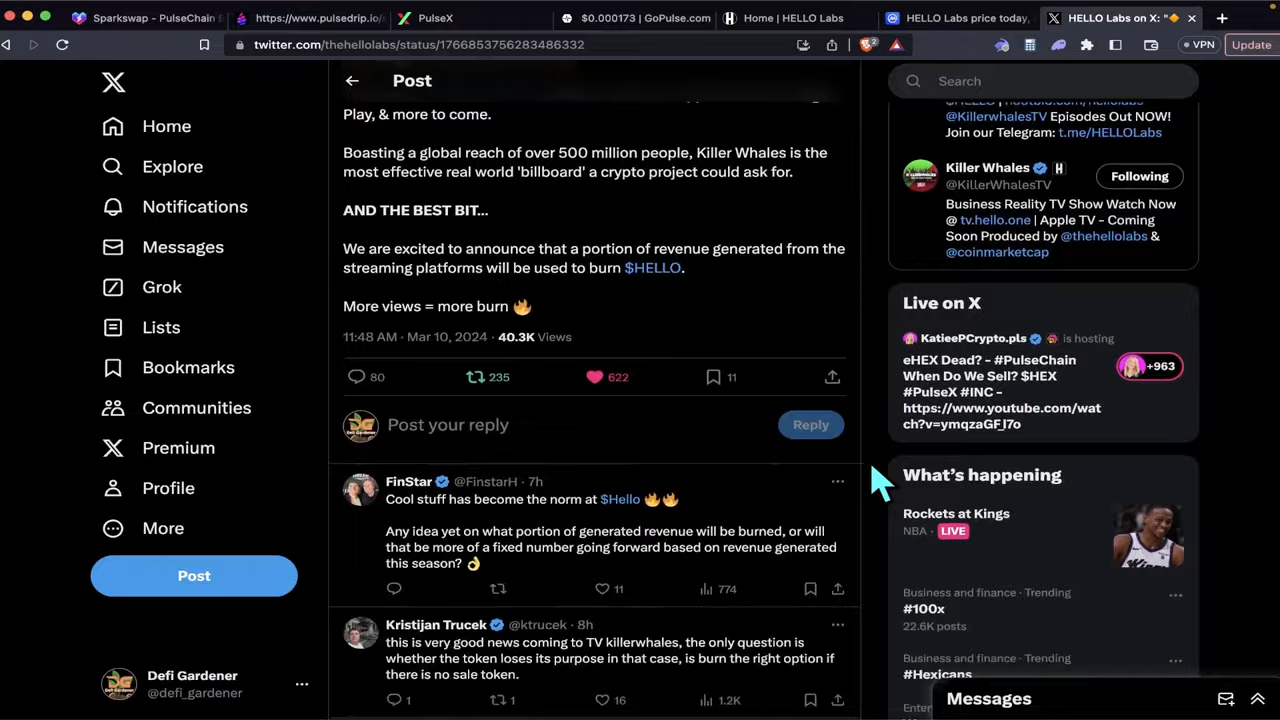 Sparkswap - PulseChain E
https://www.pulsedrip.io/s
PulseX
$0.000173 | GoPulse.com
Home | HELLO Labs
HELLO Labs price today,
HELLO Labs on X: "🔶
twitter.com/thehellolabs/status/1766853756283486332
2
VPN
Update
Home
Explore
Notifications
Messages
Grok
Lists
Bookmarks
Communities
Premium
Profile
More
Post
Defi Gardener
@defi_gardener
Post
Play, & more to come.
Boasting a global reach of over 500 million people, Killer Whales is the
most effective real world 'billboard' a crypto project could ask for.
AND THE BEST BIT...
We are excited to announce that a portion of revenue generated from the
streaming platforms will be used to burn $HELLO.
More views = more burn 🔥
11:48 AM · Mar 10, 2024 · 40.3K Views
80 235 622 11
Post your reply
Reply
FinStar @FinstarH · 7h
Cool stuff has become the norm at $Hello 🔥🔥
Any idea yet on what portion of generated revenue will be burned, or will
that be more of a fixed number going forward based on revenue generated
this season? 👌
11 774
Kristijan Trucek @ktrucek · 8h
this is very good news coming to TV killerwhales, the only question is
whether the token loses its purpose in that case, is burn the right option if
there is no sale token.
1 1 16 1.2K
Search
@KillerwhalesTV Episodes Out NOW!
Join our Telegram: t.me/HELLOLabs
Killer Whales
@KillerWhalesTV
Following
Business Reality TV Show Watch Now
@ tv.hello.one | Apple TV - Coming
Soon Produced by @thehellolabs &
@coinmarketcap
Live on X
KatieePCrypto.pls is hosting
eHEX Dead? - #PulseChain
When Do We Sell? $HEX
#PulseX #INC -
https://www.youtube.com/wat
ch?v=ymqzaGF_l7o
+963
What's happening
Rockets at Kings
NBA · LIVE
Business and finance · Trending
#100x
22.6K posts
Business and finance · Trending
#Hexicans
Messages